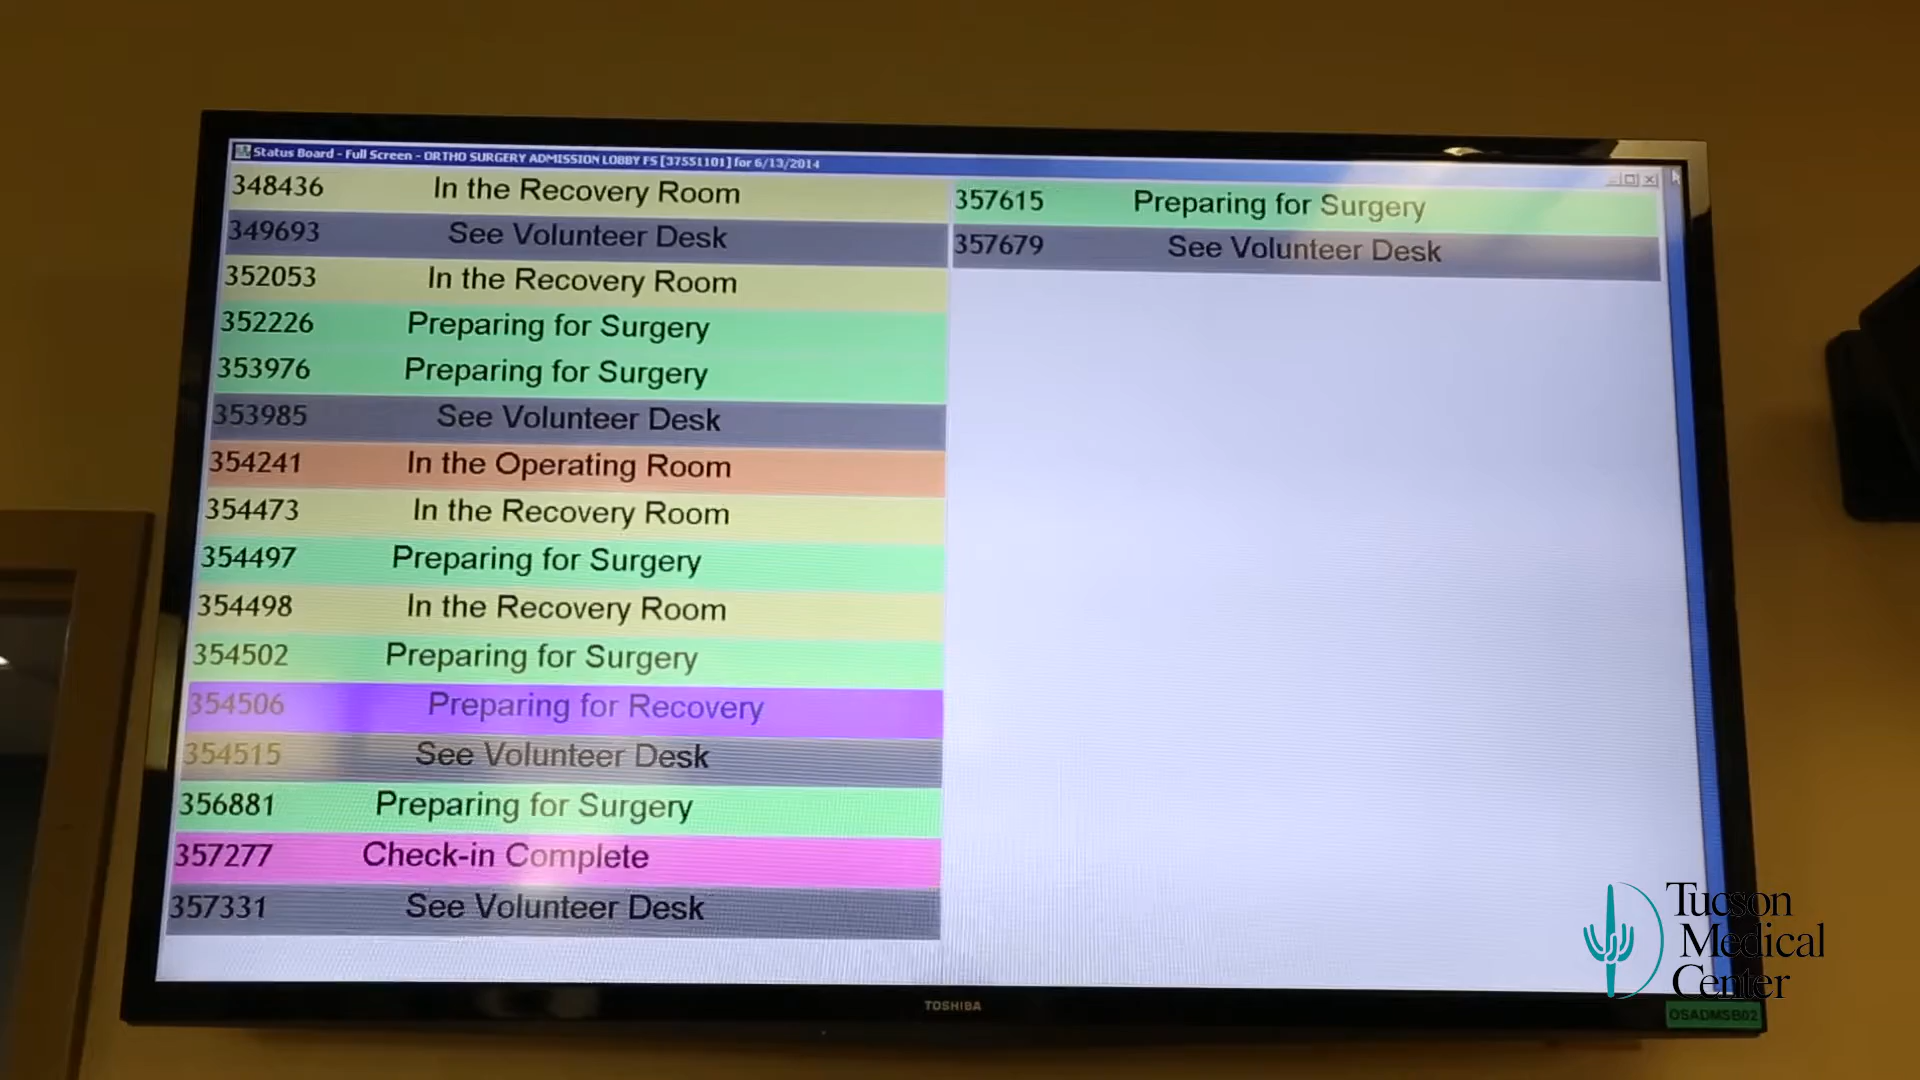 Status Board - Full Screen - ORTHO SURGERY ADMISSION LOBBY FS [37551101] for 6/13/2014
348436 In the Recovery Room
349693 See Volunteer Desk
352053 In the Recovery Room
352226 Preparing for Surgery
353976 Preparing for Surgery
353985 See Volunteer Desk
354241 In the Operating Room
354473 In the Recovery Room
354497 Preparing for Surgery
354498 In the Recovery Room
354502 Preparing for Surgery
354506 Preparing for Recovery
354515 See Volunteer Desk
356881 Preparing for Surgery
357277 Check-in Complete
357331 See Volunteer Desk
357615 Preparing for Surgery
357679 See Volunteer Desk
TOSHIBA
Tucson
Medical
Center
OSADMSB02